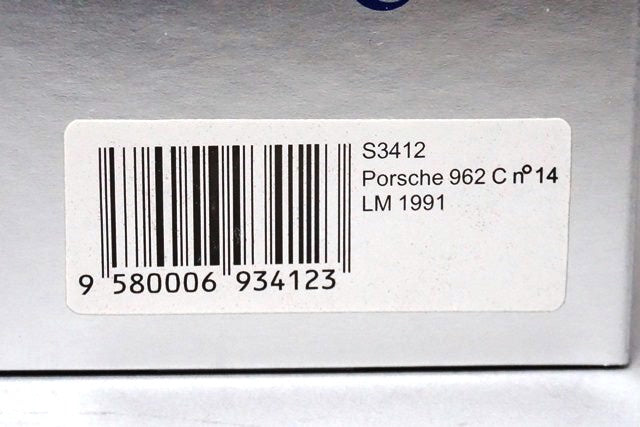 S3412
Porsche 962 C nº14
LM 1991
9 580006 934123